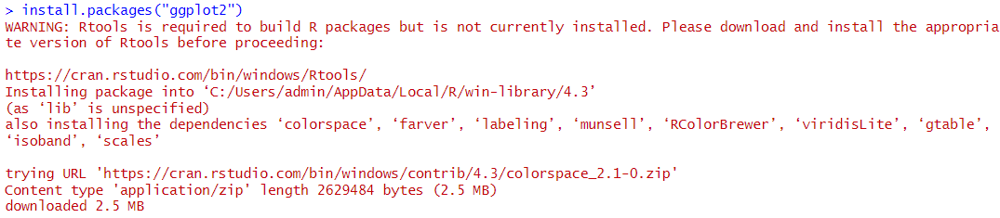 > install.packages("ggplot2")
WARNING: Rtools is required to build R packages but is not currently installed. Please download and install the appropria
te version of Rtools before proceeding:
https://cran.rstudio.com/bin/windows/Rtools/
Installing package into ‘C:/Users/admin/AppData/Local/R/win-library/4.3’
(as ‘lib’ is unspecified)
also installing the dependencies ‘colorspace’, ‘farver’, ‘labeling’, ‘munsell’, ‘RColorBrewer’, ‘viridisLite’, ‘gtable’,
‘isoband’, ‘scales’
trying URL 'https://cran.rstudio.com/bin/windows/contrib/4.3/colorspace_2.1-0.zip'
Content type 'application/zip' length 2629484 bytes (2.5 MB)
downloaded 2.5 MB